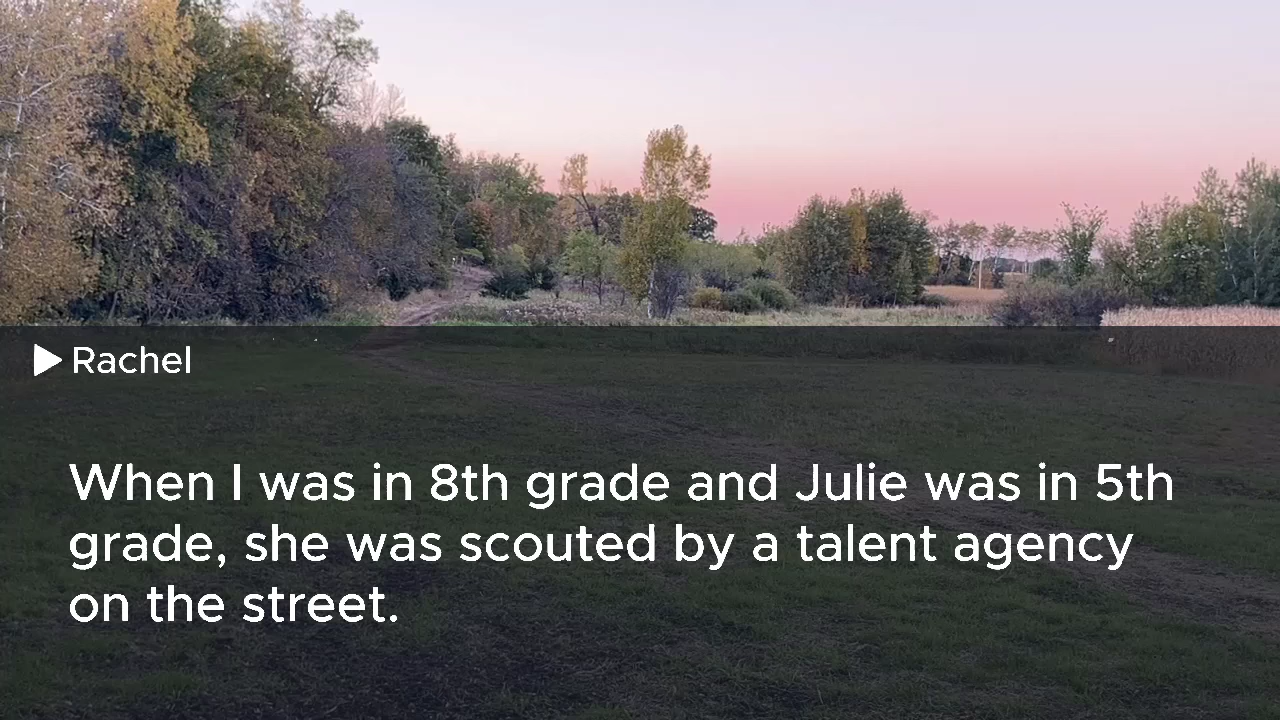 Rachel
When I was in 8th grade and Julie was in 5th
grade, she was scouted by a talent agency
on the street.